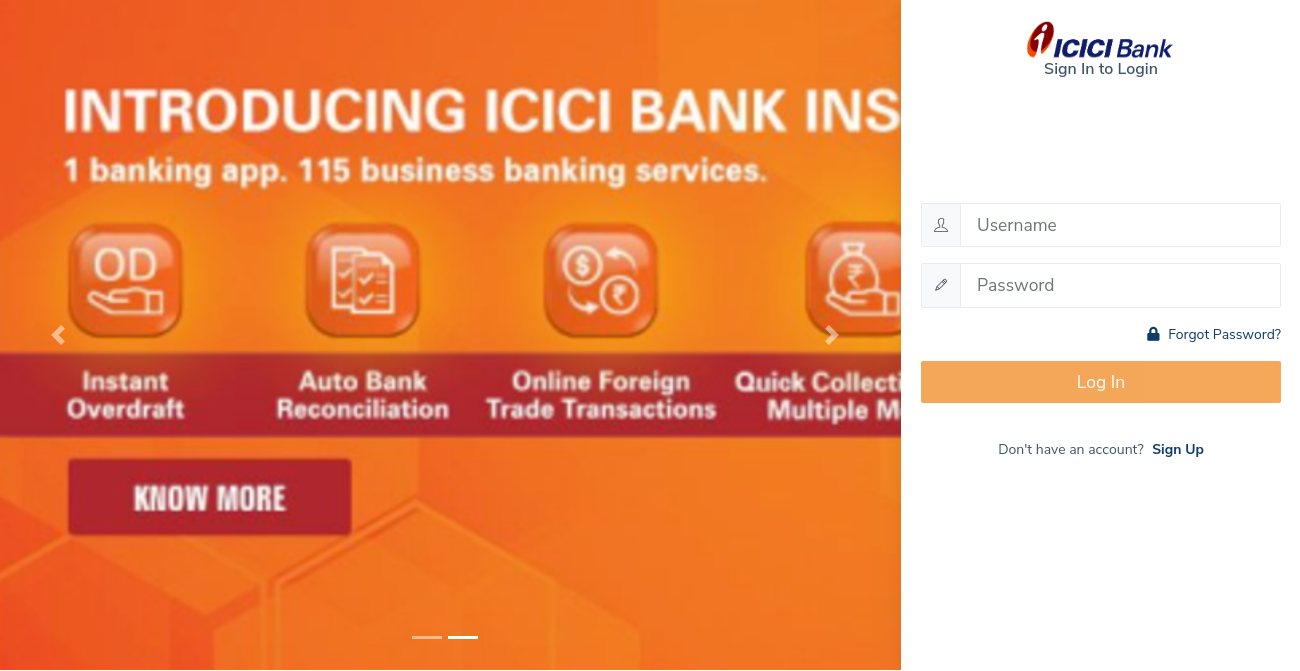 INTRODUCING ICICI BANK INS
1 banking app. 115 business banking services.
OD
Instant
Overdraft
Auto Bank
Reconciliation
Online Foreign
Trade Transactions
Quick Collecti
Multiple M
KNOW MORE
ICICI Bank
Sign In to Login
Username
Password
Forgot Password?
Log In
Don't have an account? Sign Up